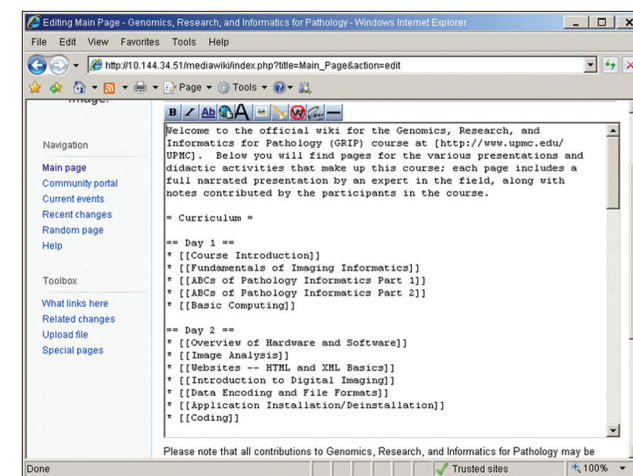 Editing Main Page - Genomics, Research, and Informatics for Pathology - Windows Internet Explorer
File Edit View Favorites Tools Help
http://10.144.34.51/mediawiki/index.php?title=Main_Page&action=edit
Page Tools
image.
B I Ab A
Navigation
Main page
Community portal
Current events
Recent changes
Random page
Help
Toolbox
What links here
Related changes
Upload file
Special pages
Welcome to the official wiki for the Genomics, Research, and
Informatics for Pathology (GRIP) course at [http://www.upmc.edu/
UPMC]. Below you will find pages for the various presentations and
didactic activities that make up this course; each page includes a
full narrated presentation by an expert in the field, along with
notes contributed by the participants in the course.
= Curriculum =
== Day 1 ==
* [[Course Introduction]]
* [[Fundamentals of Imaging Informatics]]
* [[ABCs of Pathology Informatics Part 1]]
* [[ABCs of Pathology Informatics Part 2]]
* [[Basic Computing]]
== Day 2 ==
* [[Overview of Hardware and Software]]
* [[Image Analysis]]
* [[Websites -- HTML and XML Basics]]
* [[Introduction to Digital Imaging]]
* [[Data Encoding and File Formats]]
* [[Application Installation/Deinstallation]]
* [[Coding]]
Please note that all contributions to Genomics, Research, and Informatics for Pathology may be
Done Trusted sites 100%